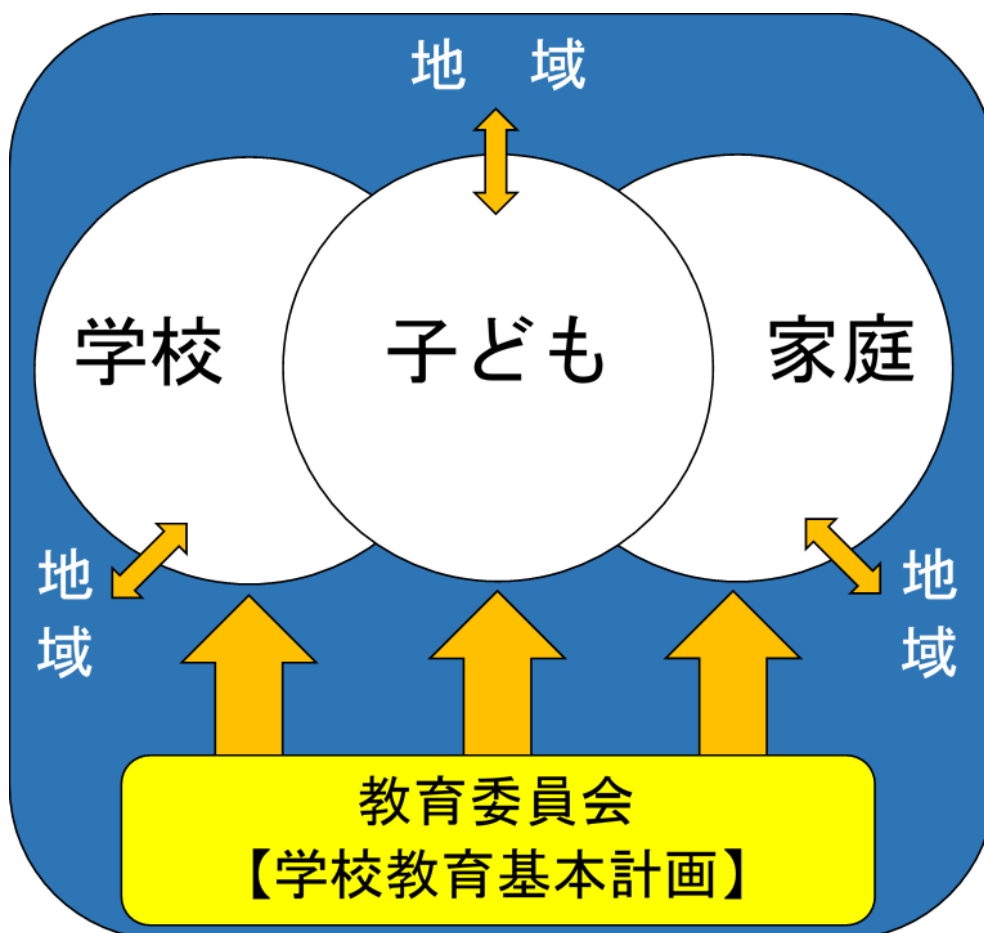 地　域
学校
子ども
家庭
地域
地域
教育委員会
【学校教育基本計画】